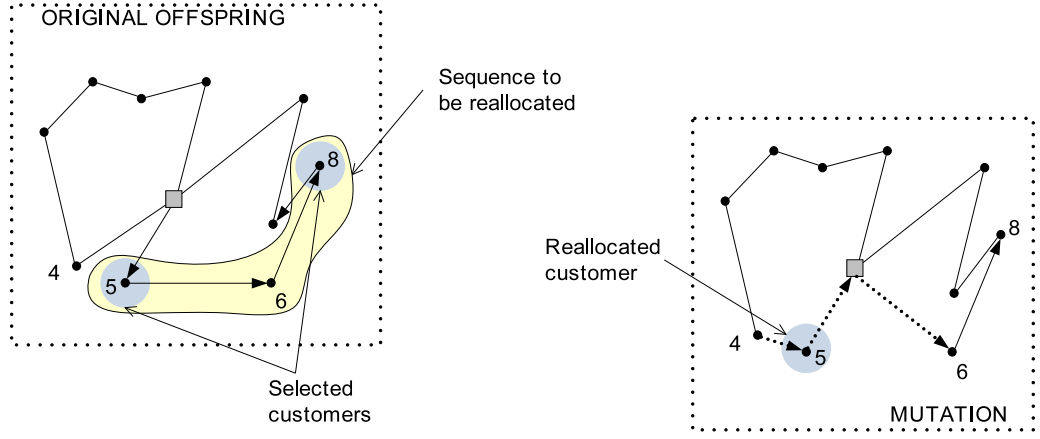 ORIGINAL OFFSPRING
Sequence to
be reallocated
8
4
5
6
Selected
customers
8
Reallocated
customer
4
5
6
MUTATION